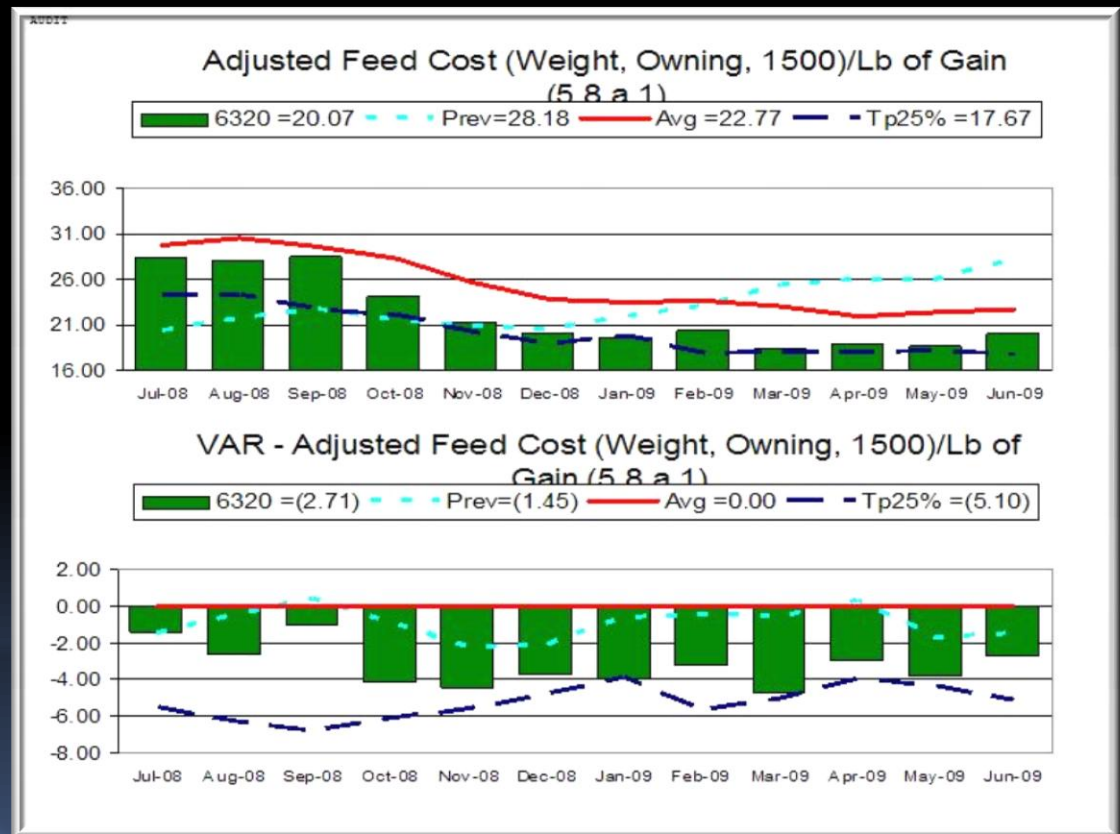 AUDIT
Adjusted Feed Cost (Weight, Owning, 1500)/Lb of Gain
(5.8 a 1)
6320 =20.07 Prev=28.18 Avg =22.77 Tp25% =17.67
36.00
31.00
26.00
21.00
16.00
Jul-08 Aug-08 Sep-08 Oct-08 Nov-08 Dec-08 Jan-09 Feb-09 Mar-09 Apr-09 May-09 Jun-09
VAR - Adjusted Feed Cost (Weight, Owning, 1500)/Lb of
Gain (5.8 a 1)
6320 =(2.71) Prev=(1.45) Avg =0.00 Tp25% =(5.10)
2.00
0.00
-2.00
-4.00
-6.00
-8.00
Jul-08 Aug-08 Sep-08 Oct-08 Nov-08 Dec-08 Jan-09 Feb-09 Mar-09 Apr-09 May-09 Jun-09